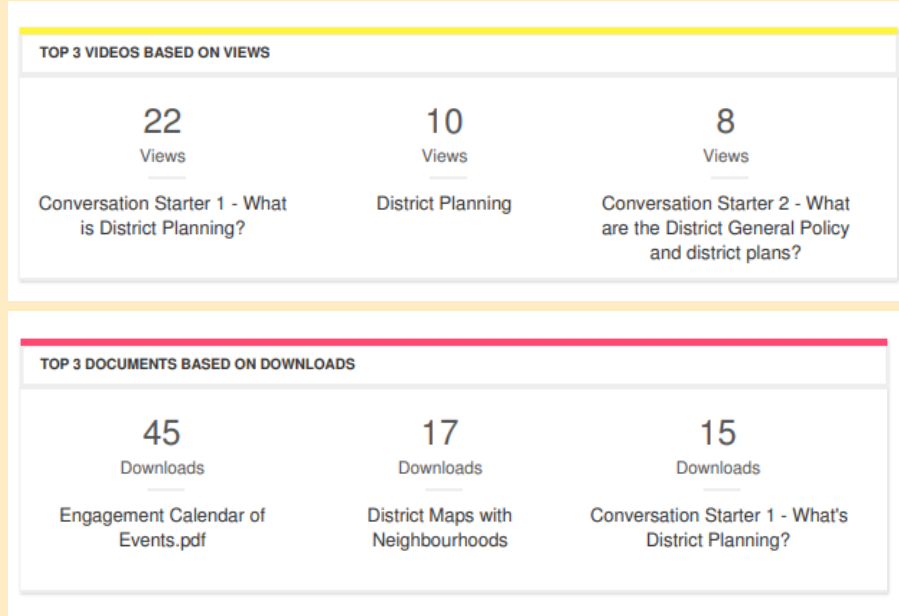 TOP 3 VIDEOS BASED ON VIEWS
22
Views
Conversation Starter 1 - What
is District Planning?
10
Views
District Planning
8
Views
Conversation Starter 2 - What
are the District General Policy
and district plans?
TOP 3 DOCUMENTS BASED ON DOWNLOADS
45
Downloads
Engagement Calendar of
Events.pdf
17
Downloads
District Maps with
Neighbourhoods
15
Downloads
Conversation Starter 1 - What's
District Planning?